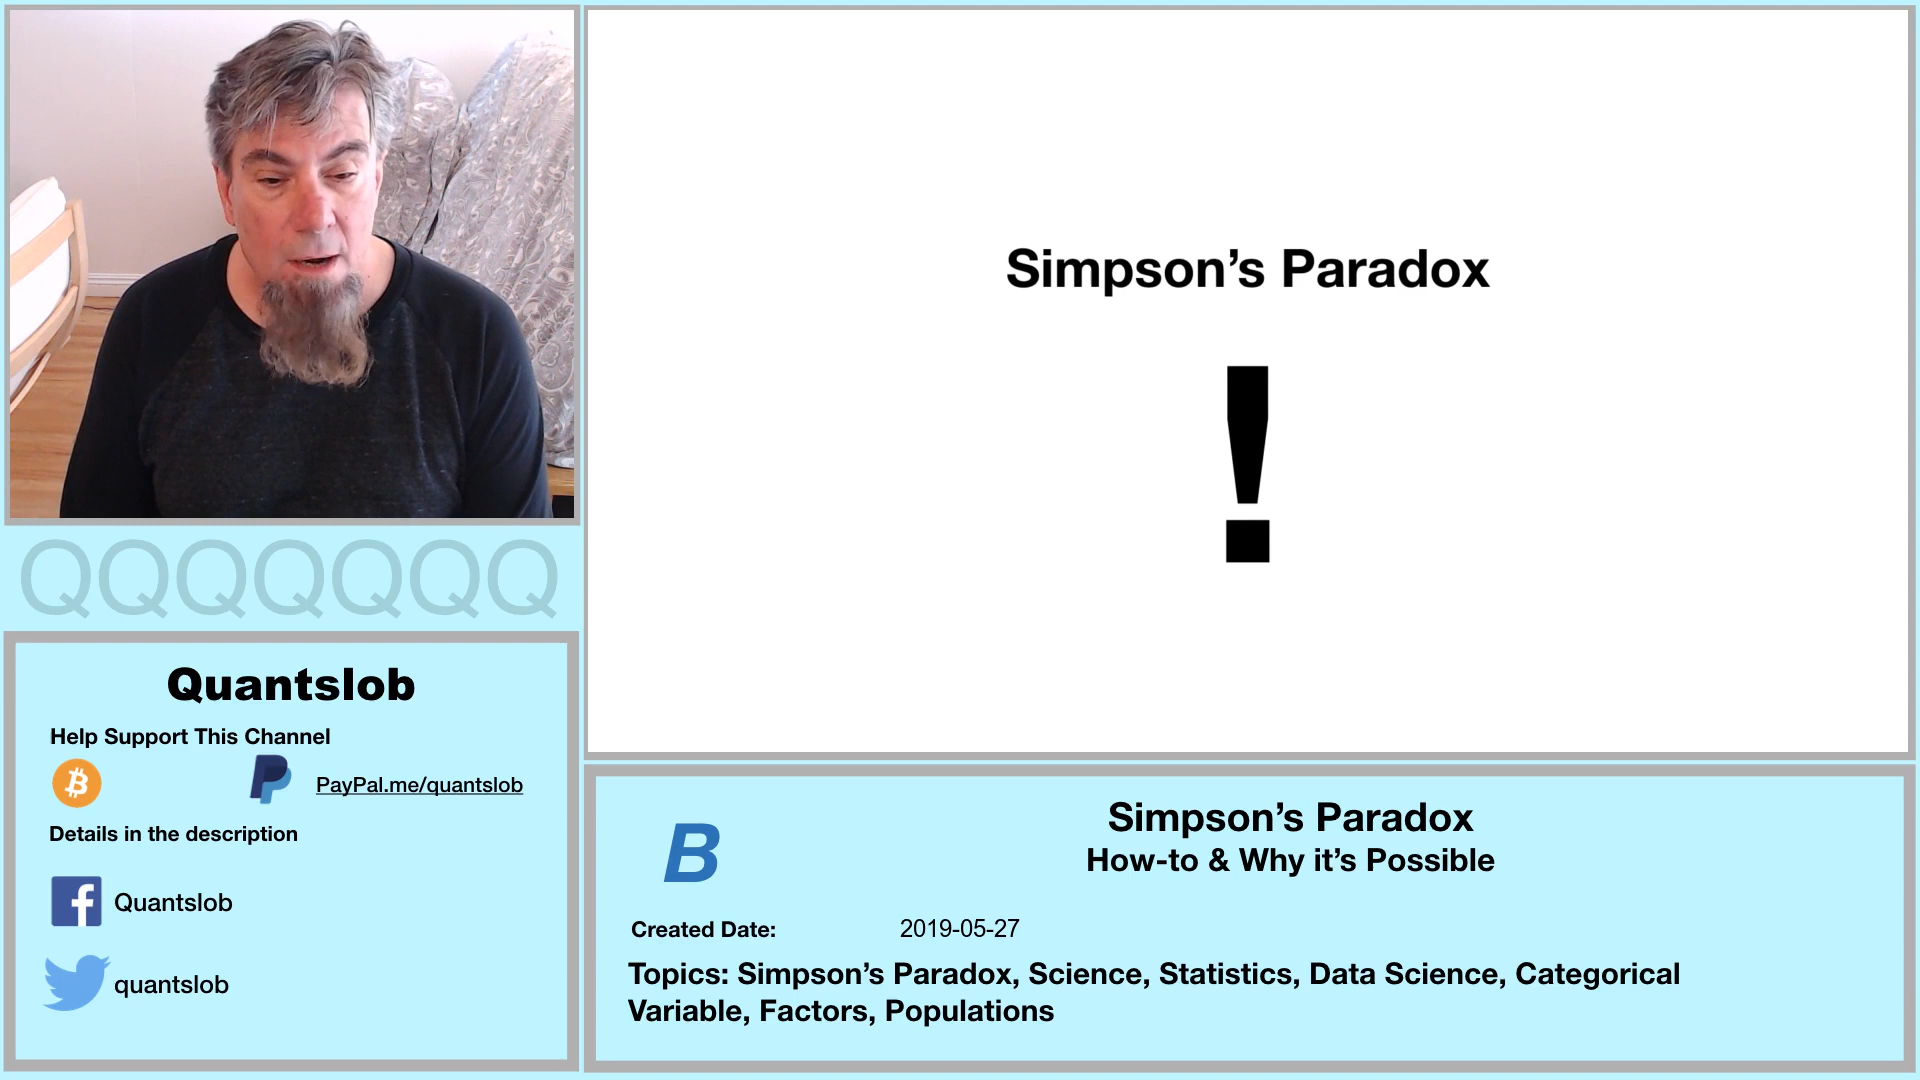 Simpson’s Paradox
!
QQQQQQQ
Quantslob
Help Support This Channel
PayPal.me/quantslob
Details in the description
Quantslob
quantslob
B
Simpson’s Paradox
How-to & Why it’s Possible
Created Date: 2019-05-27
Topics: Simpson’s Paradox, Science, Statistics, Data Science, Categorical
Variable, Factors, Populations